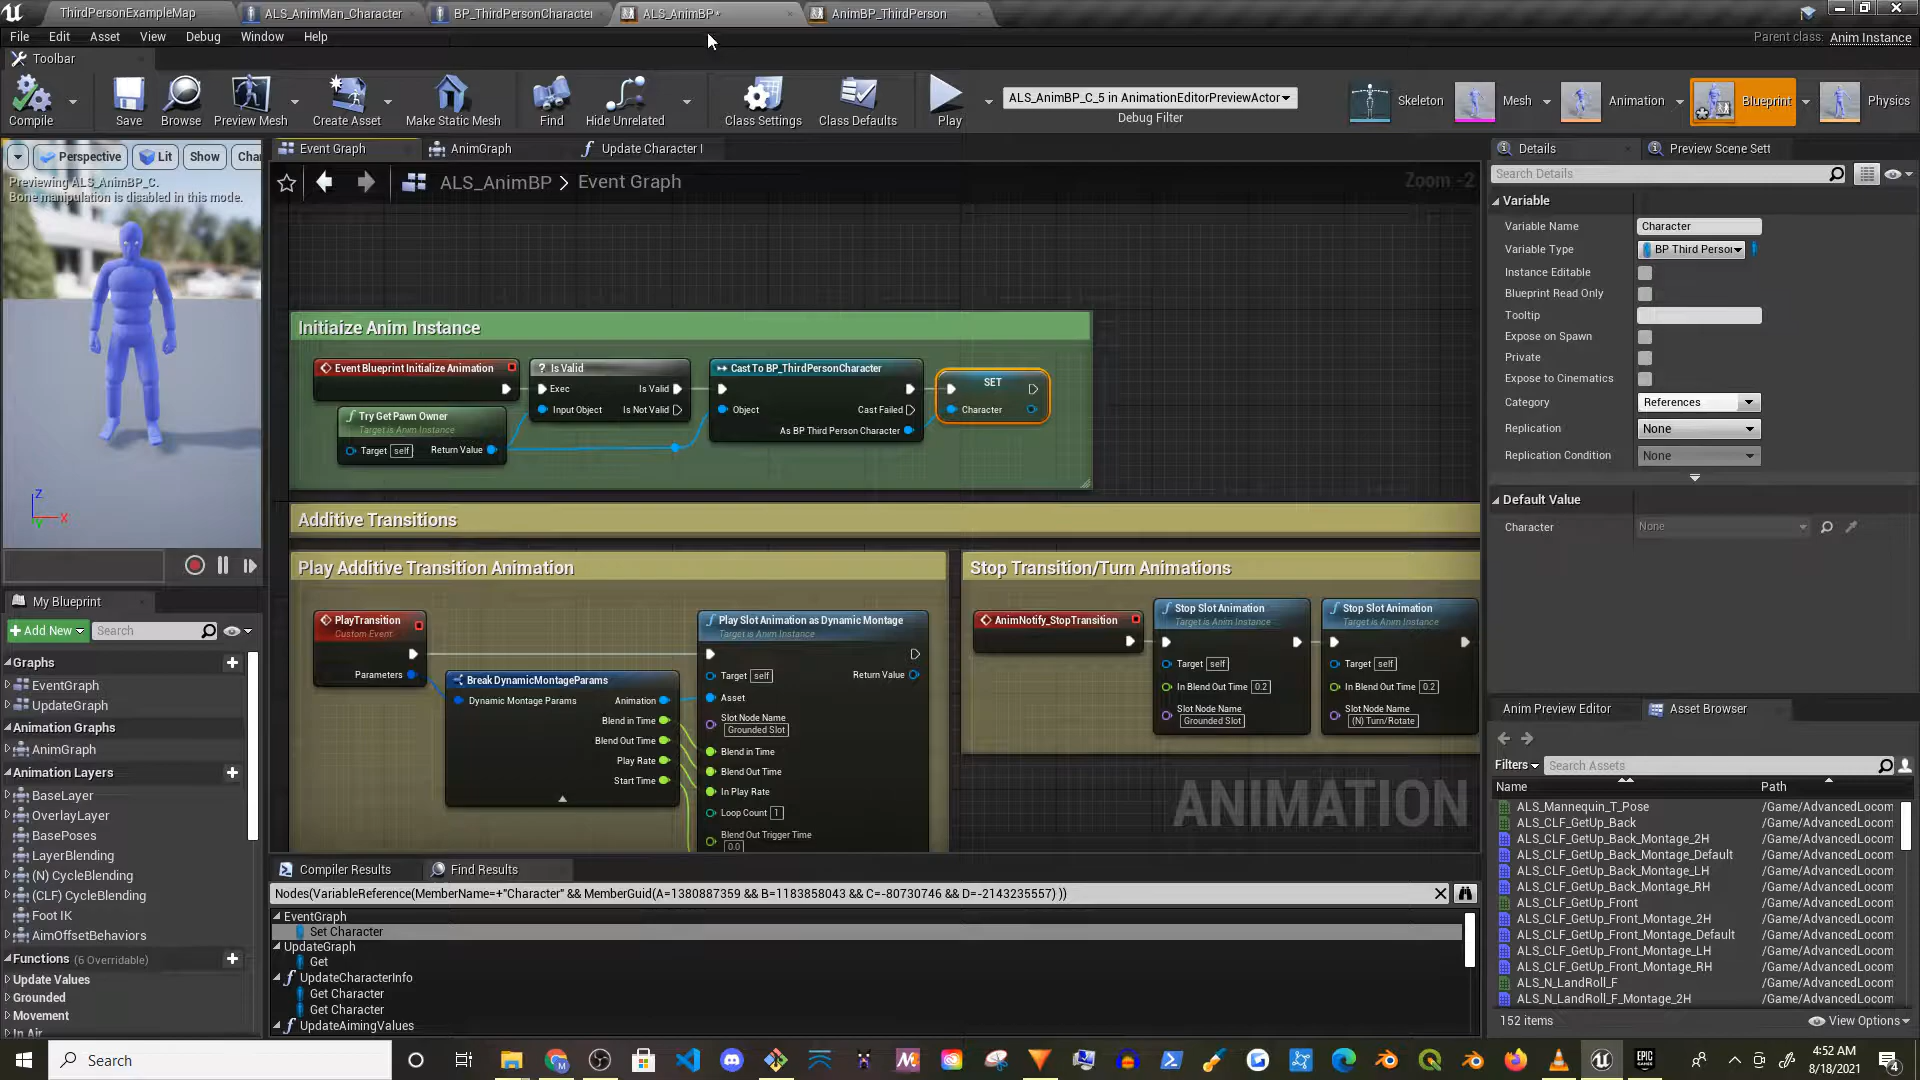 ThirdPersonExampleMap
ALS_AnimMan_Character
BP_ThirdPersonCharacter
ALS_AnimBP*
AnimBP_ThirdPerson
File
Edit
Asset
View
Debug
Window
Help
Parent class: Anim Instance
Toolbar
Compile
Save
Browse
Preview Mesh
Create Asset
Make Static Mesh
Find
Hide Unrelated
Class Settings
Class Defaults
Play
ALS_AnimBP_C_5 in AnimationEditorPreviewActor
Debug Filter
Skeleton
Mesh
Animation
Blueprint
Physics
Perspective
Lit
Show
Char
Previewing ALS_AnimBP_C.
Bone manipulation is disabled in this mode.
Z
X
Y
Event Graph
AnimGraph
Update Character I
ALS_AnimBP > Event Graph
Zoom -2
Initiaize Anim Instance
Event Blueprint Initialize Animation
Try Get Pawn Owner
Target is Anim Instance
Target self
Return Value
? Is Valid
Exec
Is Valid
Input Object
Is Not Valid
Cast To BP_ThirdPersonCharacter
Object
Cast Failed
As BP Third Person Character
SET
Character
Additive Transitions
Play Additive Transition Animation
PlayTransition
Custom Event
Parameters
Break DynamicMontageParams
Dynamic Montage Params
Animation
Blend in Time
Blend Out Time
Play Rate
Start Time
Play Slot Animation as Dynamic Montage
Target is Anim Instance
Target self
Return Value
Asset
Slot Node Name
Grounded Slot
Blend in Time
Blend Out Time
In Play Rate
Loop Count 1
Blend Out Trigger Time
0.0
Stop Transition/Turn Animations
AnimNotify_StopTransition
Stop Slot Animation
Target is Anim Instance
Target self
In Blend Out Time 0.2
Slot Node Name
Grounded Slot
Stop Slot Animation
Target is Anim Instance
Target self
In Blend Out Time 0.2
Slot Node Name
(N) Turn/Rotate
ANIMATION
My Blueprint
Add New
Search
Graphs
EventGraph
UpdateGraph
Animation Graphs
AnimGraph
Animation Layers
BaseLayer
OverlayLayer
BasePoses
LayerBlending
(N) CycleBlending
(CLF) CycleBlending
Foot IK
AimOffsetBehaviors
Functions (6 Overridable)
Update Values
Grounded
Movement
In Air
Compiler Results
Find Results
Nodes(VariableReference(MemberName=+"Character" && MemberGuid(A=1380887359 && B=1183858043 && C=-80730746 && D=-2143235557) ))
EventGraph
Set Character
UpdateGraph
Get
UpdateCharacterInfo
Get Character
Get Character
UpdateAimingValues
Details
Preview Scene Sett
Search Details
Variable
Variable Name
Character
Variable Type
BP Third Person
Instance Editable
Blueprint Read Only
Tooltip
Expose on Spawn
Private
Expose to Cinematics
Category
References
Replication
None
Replication Condition
None
Default Value
Character
None
Anim Preview Editor
Asset Browser
Filters
Search Assets
Name
Path
ALS_Mannequin_T_Pose
/Game/AdvancedLocom
ALS_CLF_GetUp_Back
/Game/AdvancedLocom
ALS_CLF_GetUp_Back_Montage_2H
/Game/AdvancedLocom
ALS_CLF_GetUp_Back_Montage_Default
/Game/AdvancedLocom
ALS_CLF_GetUp_Back_Montage_LH
/Game/AdvancedLocom
ALS_CLF_GetUp_Back_Montage_RH
/Game/AdvancedLocom
ALS_CLF_GetUp_Front
/Game/AdvancedLocom
ALS_CLF_GetUp_Front_Montage_2H
/Game/AdvancedLocom
ALS_CLF_GetUp_Front_Montage_Default
/Game/AdvancedLocom
ALS_CLF_GetUp_Front_Montage_LH
/Game/AdvancedLocom
ALS_CLF_GetUp_Front_Montage_RH
/Game/AdvancedLocom
ALS_N_LandRoll_F
/Game/AdvancedLocom
ALS_N_LandRoll_F_Montage_2H
/Game/AdvancedLocom
152 items
View Options
Search
4:52 AM
8/18/2021
4